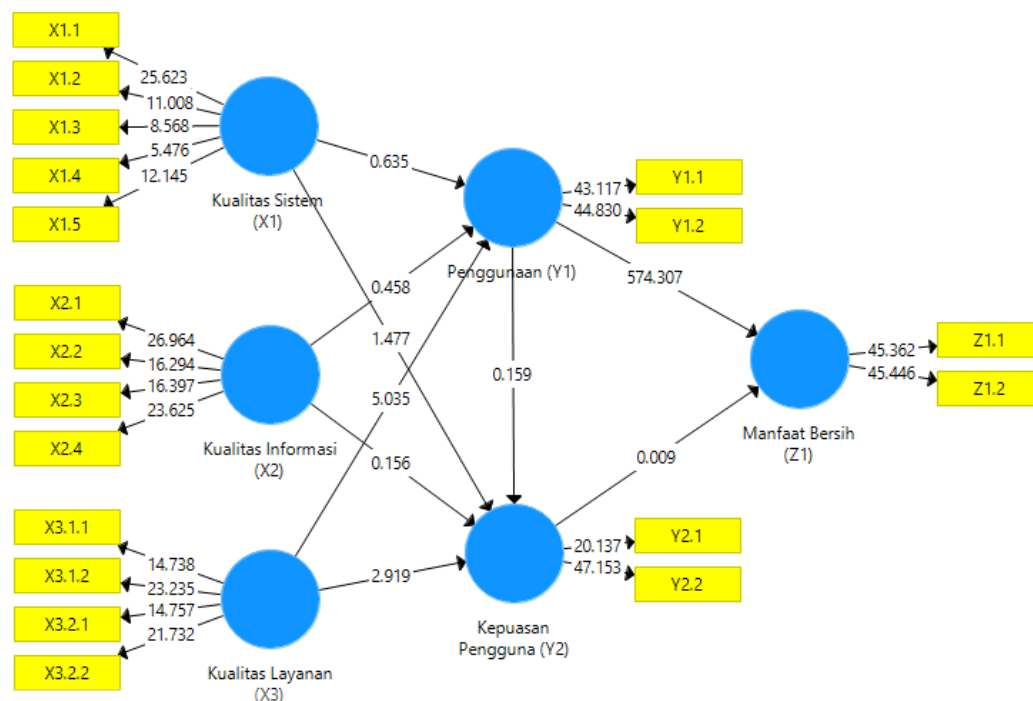 X1.1
X1.2
X1.3
X1.4
X1.5
25.623
11.008
8.568
5.476
12.145
Kualitas Sistem
(X1)
0.635
Penggunaan (Y1)
43.117
44.830
Y1.1
Y1.2
X2.1
X2.2
X2.3
X2.4
26.964
16.294
16.397
23.625
Kualitas Informasi
(X2)
0.458
1.477
5.035
0.156
0.159
574.307
0.009
Manfaat Bersih
(Z1)
45.362
45.446
Z1.1
Z1.2
X3.1.1
X3.1.2
X3.2.1
X3.2.2
14.738
23.235
14.757
21.732
Kualitas Layanan
(X3)
2.919
Kepuasan
Pengguna (Y2)
20.137
47.153
Y2.1
Y2.2